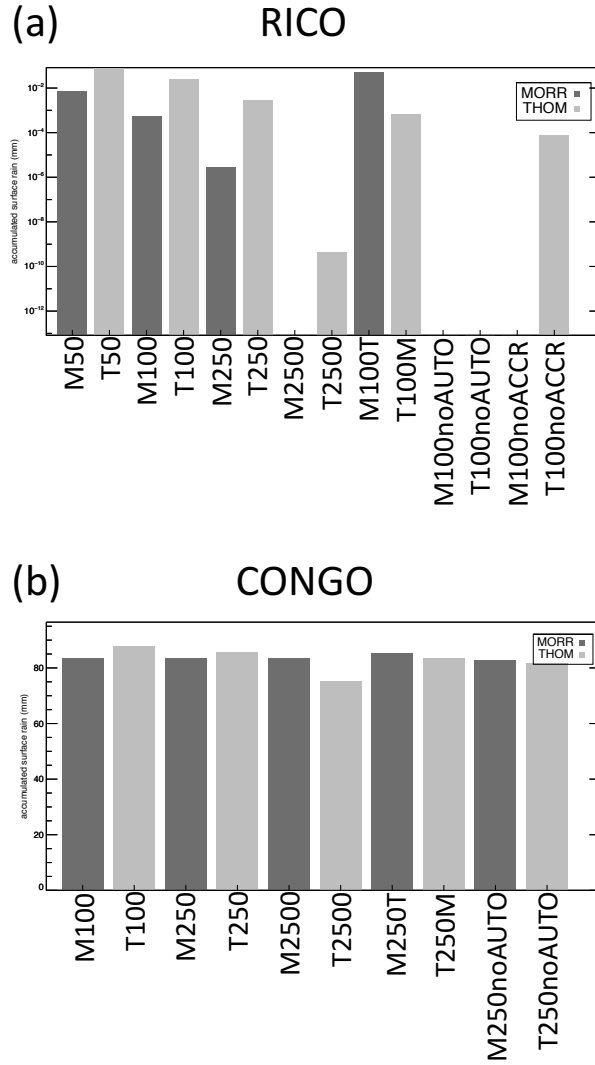 (a) RICO
MORR
THOM
accumulated surface rain (mm)
10⁻²
10⁻⁴
10⁻⁶
10⁻⁸
10⁻¹⁰
10⁻¹²
M50
T50
M100
T100
M250
T250
M2500
T2500
M100T
T100M
M100noAUTO
T100noAUTO
M100noACCR
T100noACCR
(b) CONGO
MORR
THOM
accumulated surface rain (mm)
80
60
40
20
0
M100
T100
M250
T250
M2500
T2500
M250T
T250M
M250noAUTO
T250noAUTO